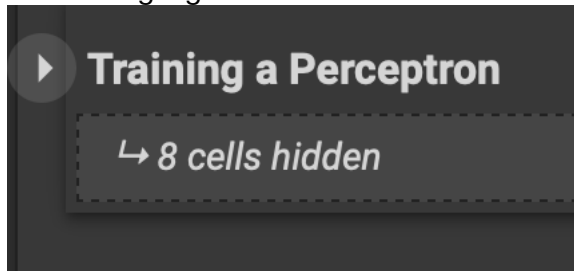 Training a Perceptron
↳ 8 cells hidden